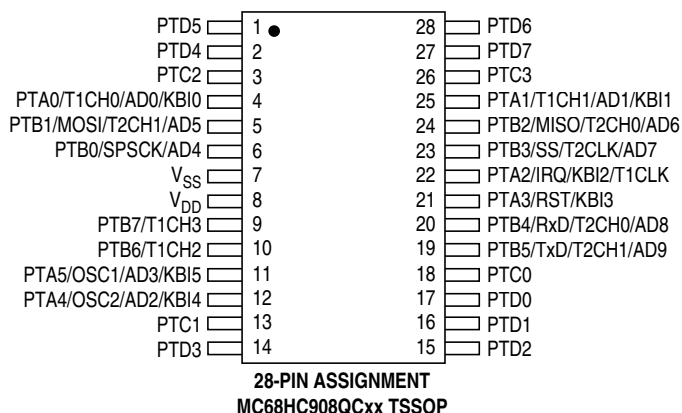 PTD5 1 28 PTD6
PTD4 2 27 PTD7
PTC2 3 26 PTC3
PTA0/T1CH0/AD0/KBI0 4 25 PTA1/T1CH1/AD1/KBI1
PTB1/MOSI/T2CH1/AD5 5 24 PTB2/MISO/T2CH0/AD6
PTB0/SPSCK/AD4 6 23 PTB3/SS/T2CLK/AD7
VSS 7 22 PTA2/IRQ/KBI2/T1CLK
VDD 8 21 PTA3/RST/KBI3
PTB7/T1CH3 9 20 PTB4/RxD/T2CH0/AD8
PTB6/T1CH2 10 19 PTB5/TxD/T2CH1/AD9
PTA5/OSC1/AD3/KBI5 11 18 PTC0
PTA4/OSC2/AD2/KBI4 12 17 PTD0
PTC1 13 16 PTD1
PTD3 14 15 PTD2
28-PIN ASSIGNMENT
MC68HC908QCxx TSSOP